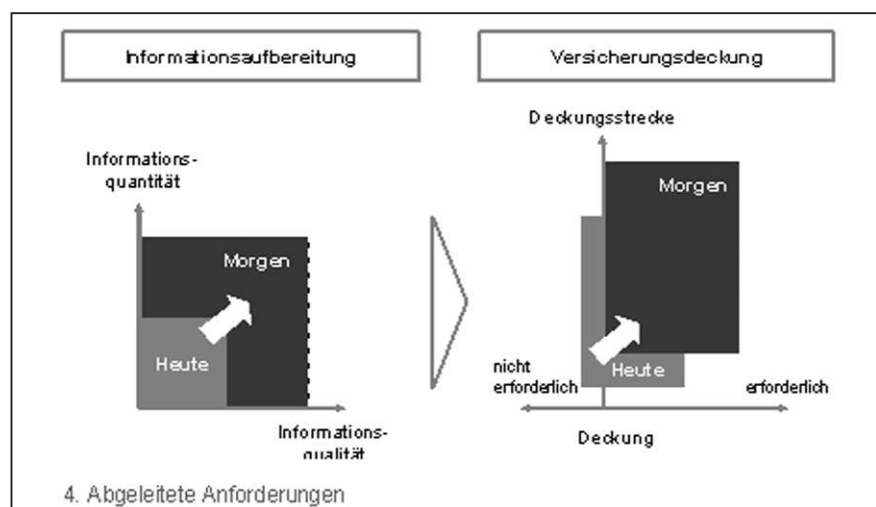 Informationsaufbereitung
Versicherungsdeckung
Informations-
quantität
Morgen
Heute
Informations-
qualität
Deckungsstrecke
Morgen
Heute
nicht
erforderlich
erforderlich
Deckung
4. Abgeleitete Anforderungen